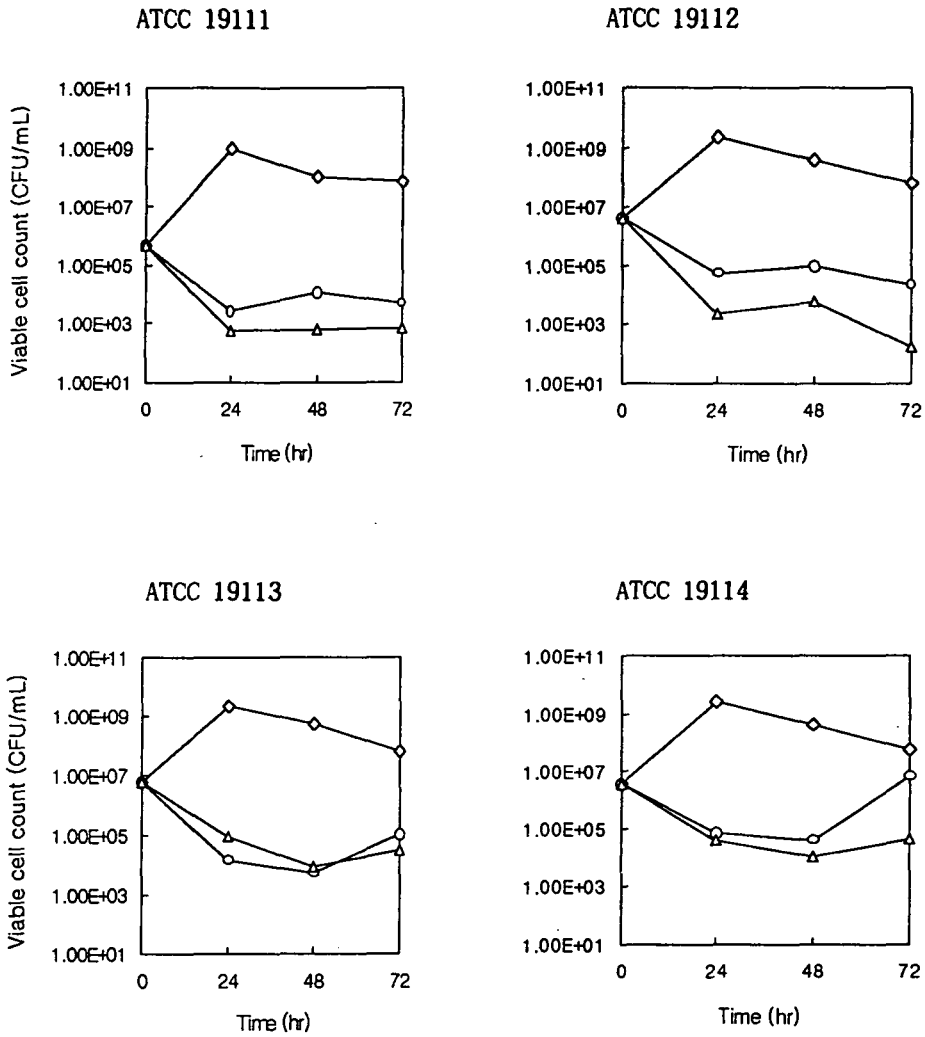 ATCC 19111
Viable cell count (CFU/mL)
1.00E+11
1.00E+09
1.00E+07
1.00E+05
1.00E+03
1.00E+01
0 24 48 72
Time (hr)
ATCC 19112
1.00E+11
1.00E+09
1.00E+07
1.00E+05
1.00E+03
1.00E+01
0 24 48 72
Time (hr)
ATCC 19113
Viable cell count (CFU/mL)
1.00E+11
1.00E+09
1.00E+07
1.00E+05
1.00E+03
1.00E+01
0 24 48 72
Time (hr)
ATCC 19114
1.00E+11
1.00E+09
1.00E+07
1.00E+05
1.00E+03
1.00E+01
0 24 48 72
Time (hr)